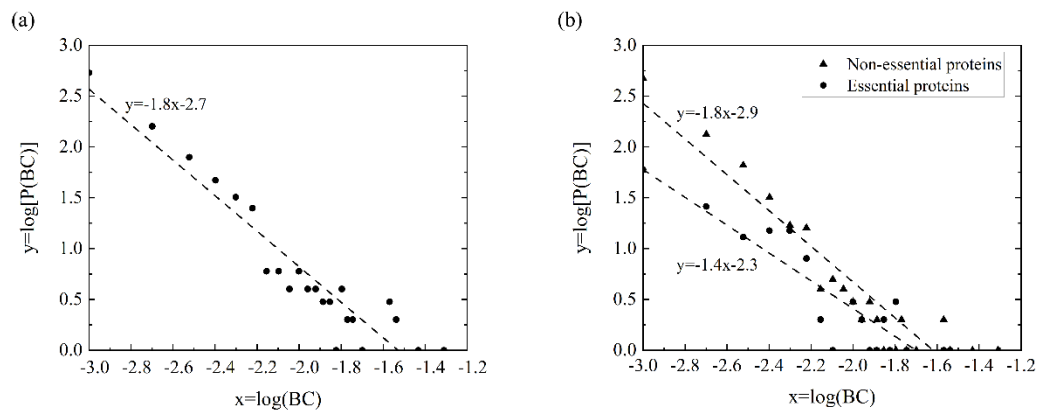 (a)
3.0
2.5
2.0
1.5
1.0
0.5
0.0
y=log[P(BC)]
y=-1.8x-2.7
-3.0 -2.8 -2.6 -2.4 -2.2 -2.0 -1.8 -1.6 -1.4 -1.2
x=log(BC)
(b)
3.0
2.5
2.0
1.5
1.0
0.5
0.0
y=log[P(BC)]
Non-essential proteins
Essential proteins
y=-1.8x-2.9
y=-1.4x-2.3
-3.0 -2.8 -2.6 -2.4 -2.2 -2.0 -1.8 -1.6 -1.4 -1.2
x=log(BC)